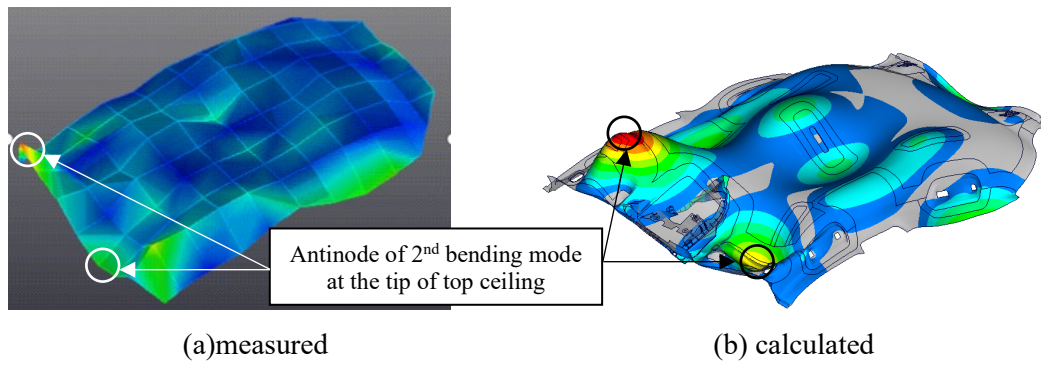 Antinode of 2nd bending mode
at the tip of top ceiling
(a)measured
(b) calculated